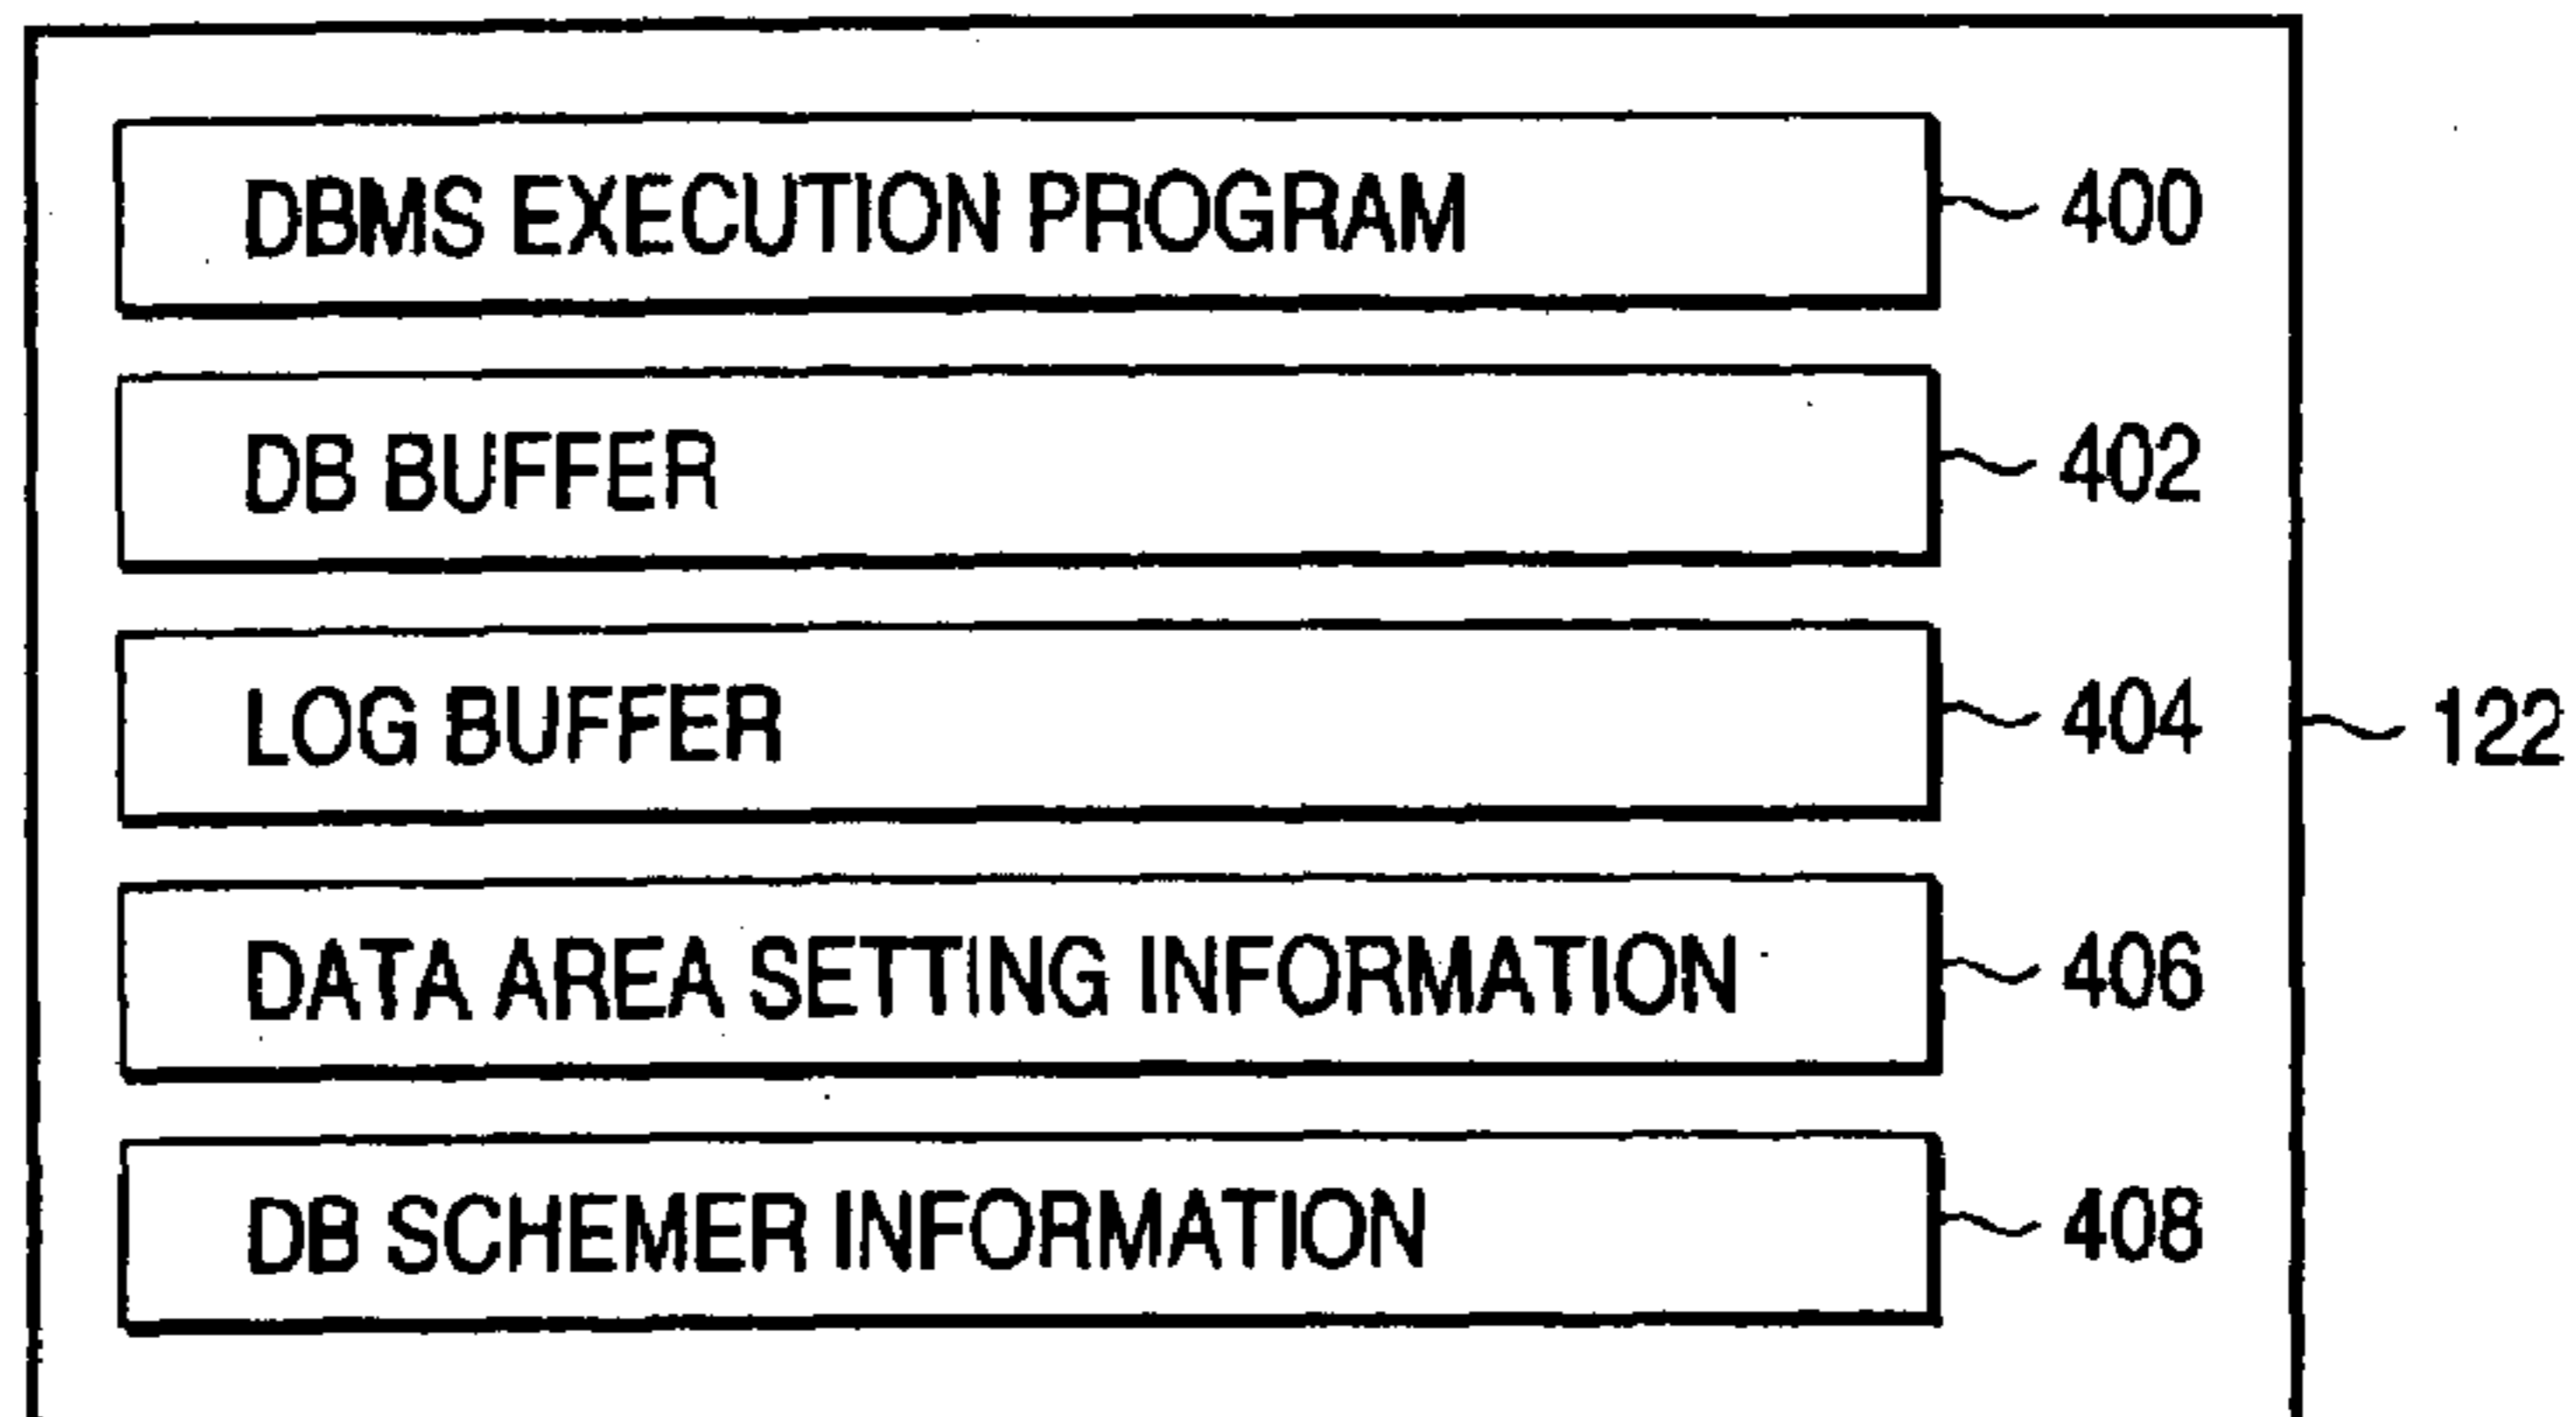 DBMS EXECUTION PROGRAM 400
DB BUFFER 402
LOG BUFFER 404
122
DATA AREA SETTING INFORMATION 406
DB SCHEMER INFORMATION 408